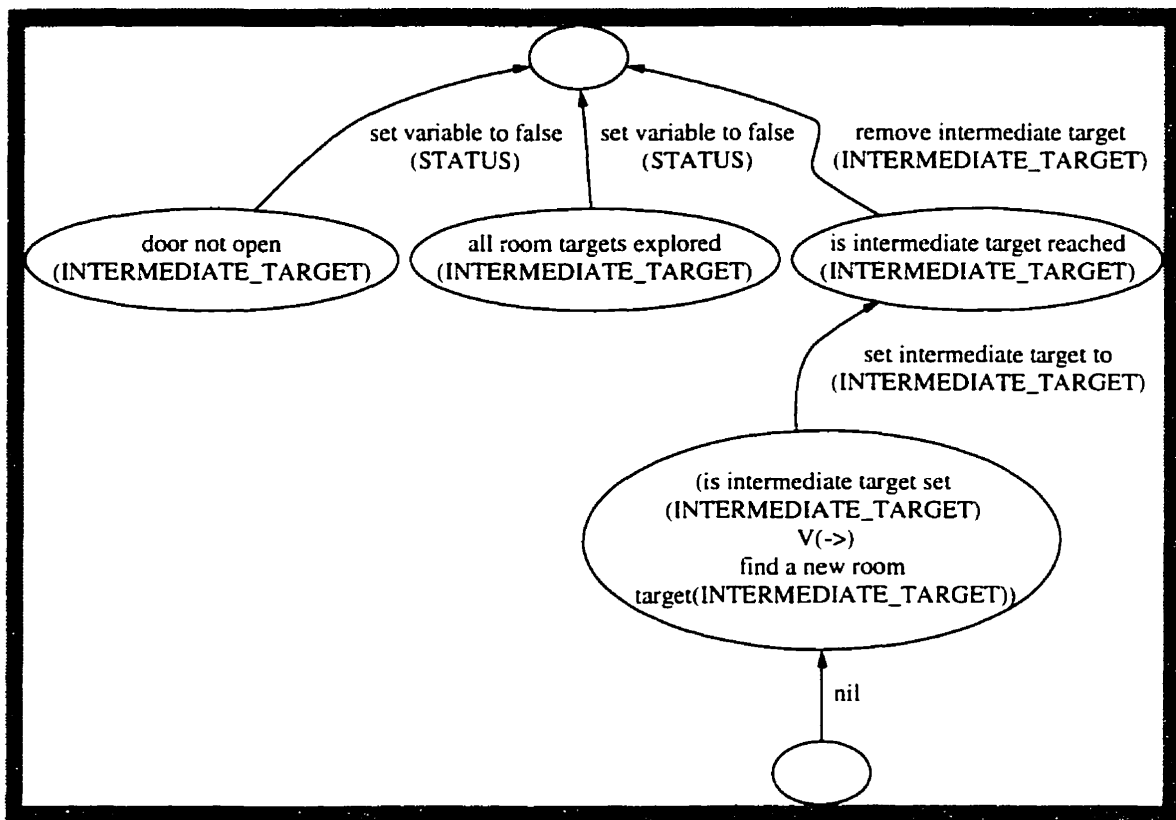 set variable to false
(STATUS)
set variable to false
(STATUS)
remove intermediate target
(INTERMEDIATE_TARGET)
door not open
(INTERMEDIATE_TARGET)
all room targets explored
(INTERMEDIATE_TARGET)
is intermediate target reached
(INTERMEDIATE_TARGET)
set intermediate target to
(INTERMEDIATE_TARGET)
(is intermediate target set
(INTERMEDIATE_TARGET)
V(->)
find a new room
target(INTERMEDIATE_TARGET))
nil